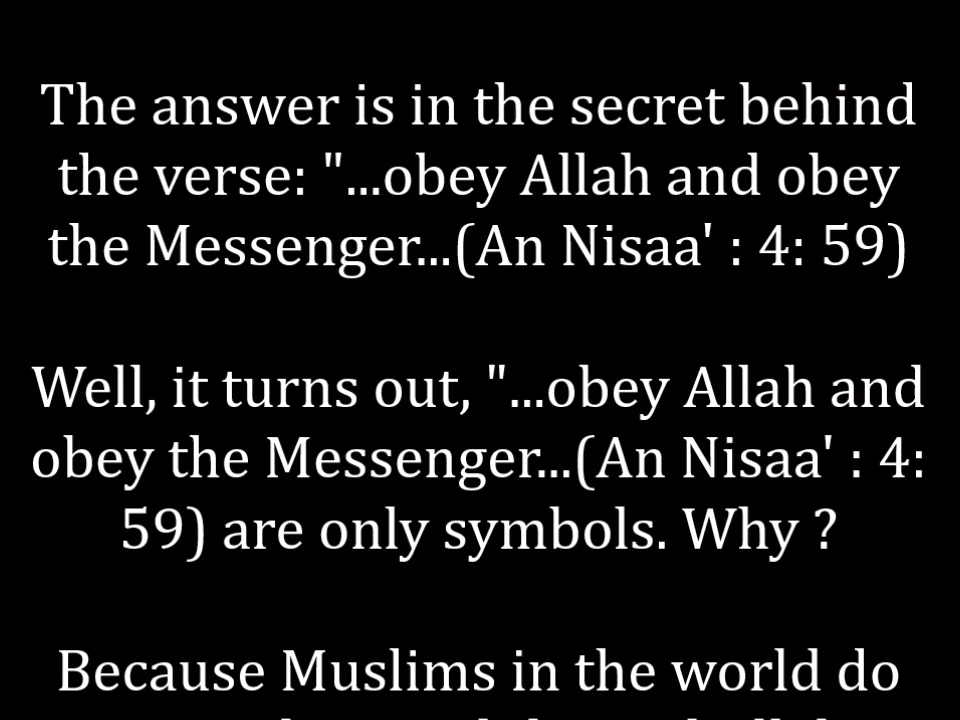 The answer is in the secret behind
the verse: "...obey Allah and obey
the Messenger...(An Nisaa' : 4: 59)
Well, it turns out, "...obey Allah and
obey the Messenger...(An Nisaa' : 4:
59) are only symbols. Why ?
Because Muslims in the world do